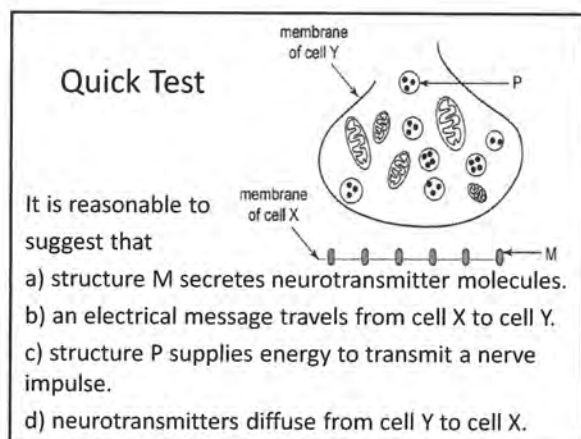 Quick Test
membrane
of cell Y
P
membrane
of cell X
M
It is reasonable to
suggest that
a) structure M secretes neurotransmitter molecules.
b) an electrical message travels from cell X to cell Y.
c) structure P supplies energy to transmit a nerve
impulse.
d) neurotransmitters diffuse from cell Y to cell X.